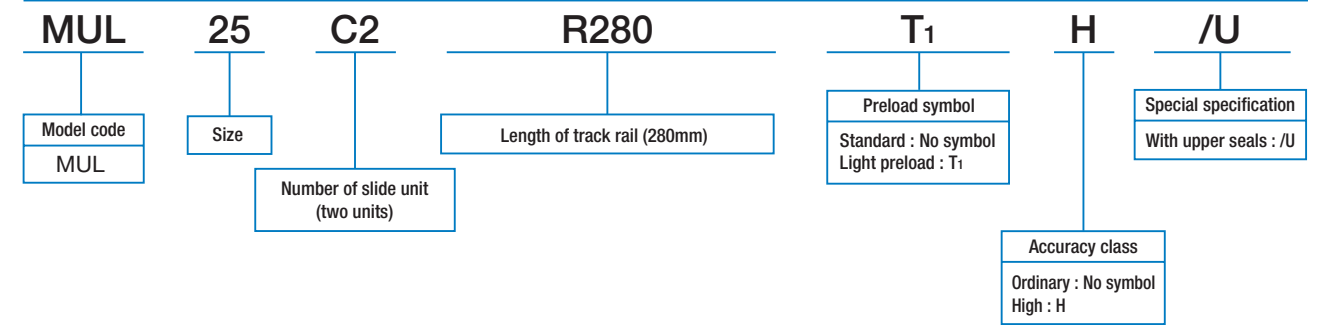 MUL 25 C2 R280 T1 H /U
Model code
MUL
Size
Number of slide unit
(two units)
Length of track rail (280mm)
Preload symbol
Standard : No symbol
Light preload : T1
Accuracy class
Ordinary : No symbol
High : H
Special specification
With upper seals : /U